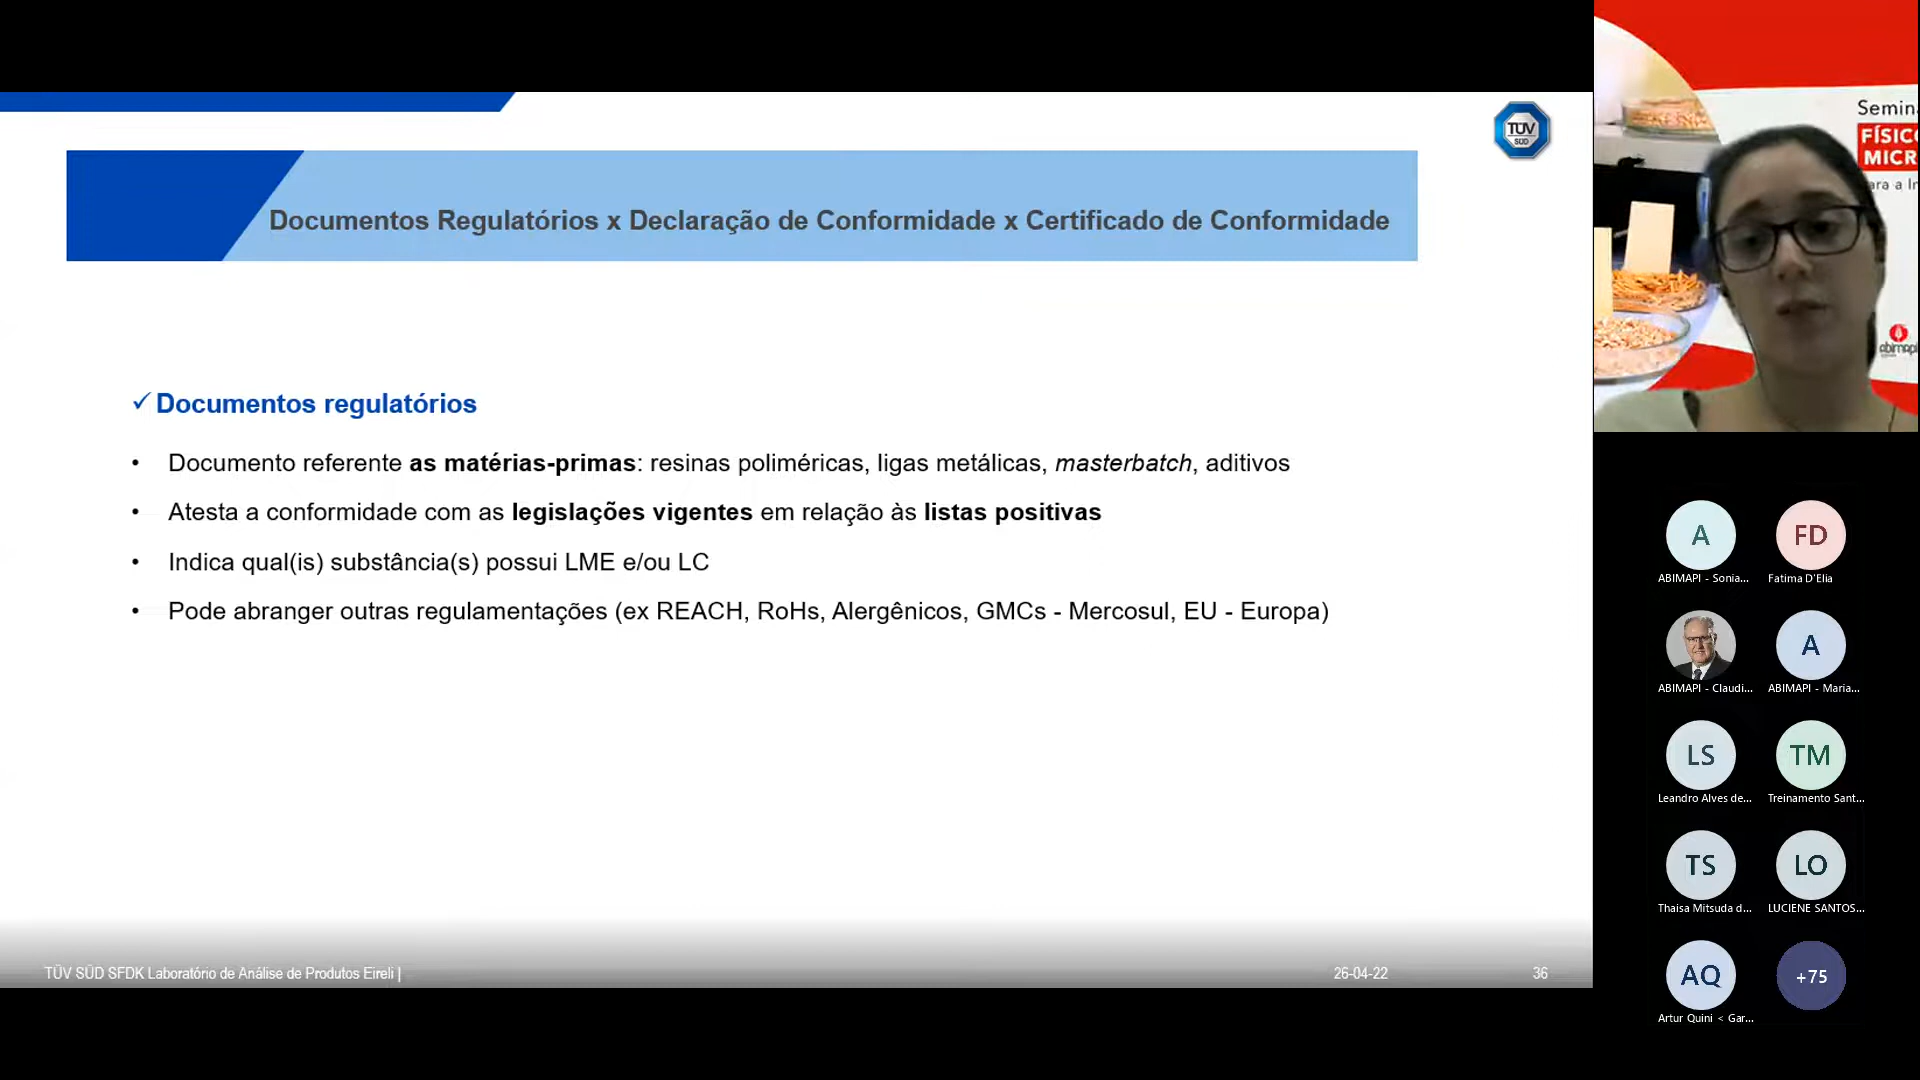 TÜV
SÜD
Documentos Regulatórios x Declaração de Conformidade x Certificado de Conformidade
✓ Documentos regulatórios
• Documento referente as matérias-primas: resinas poliméricas, ligas metálicas, masterbatch, aditivos
• Atesta a conformidade com as legislações vigentes em relação às listas positivas
• Indica qual(is) substância(s) possui LME e/ou LC
• Pode abranger outras regulamentações (ex REACH, RoHs, Alergênicos, GMCs - Mercosul, EU - Europa)
TÜV SÜD SFDK Laboratório de Análise de Produtos Eireli |
26-04-22
36
Semin
FÍSIC
MICR
ara a In
abimapi
A
FD
ABIMAPI - Sonia...
Fatima D'Elia
A
ABIMAPI - Claudi...
ABIMAPI - Maria...
LS
TM
Leandro Alves de...
Treinamento Sant...
TS
LO
Thaisa Mitsuda d...
LUCIENE SANTOS...
AQ
+75
Artur Quini < Gar...